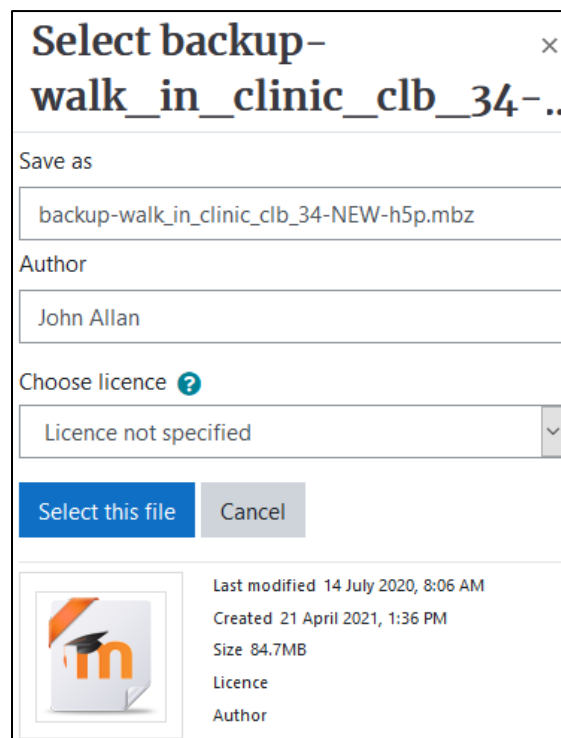 Select backup-
walk_in_clinic_clb_34-..
×
Save as
backup-walk_in_clinic_clb_34-NEW-h5p.mbz
Author
John Allan
Choose licence ?
Licence not specified
Select this file
Cancel
m
Last modified 14 July 2020, 8:06 AM
Created 21 April 2021, 1:36 PM
Size 84.7MB
Licence
Author